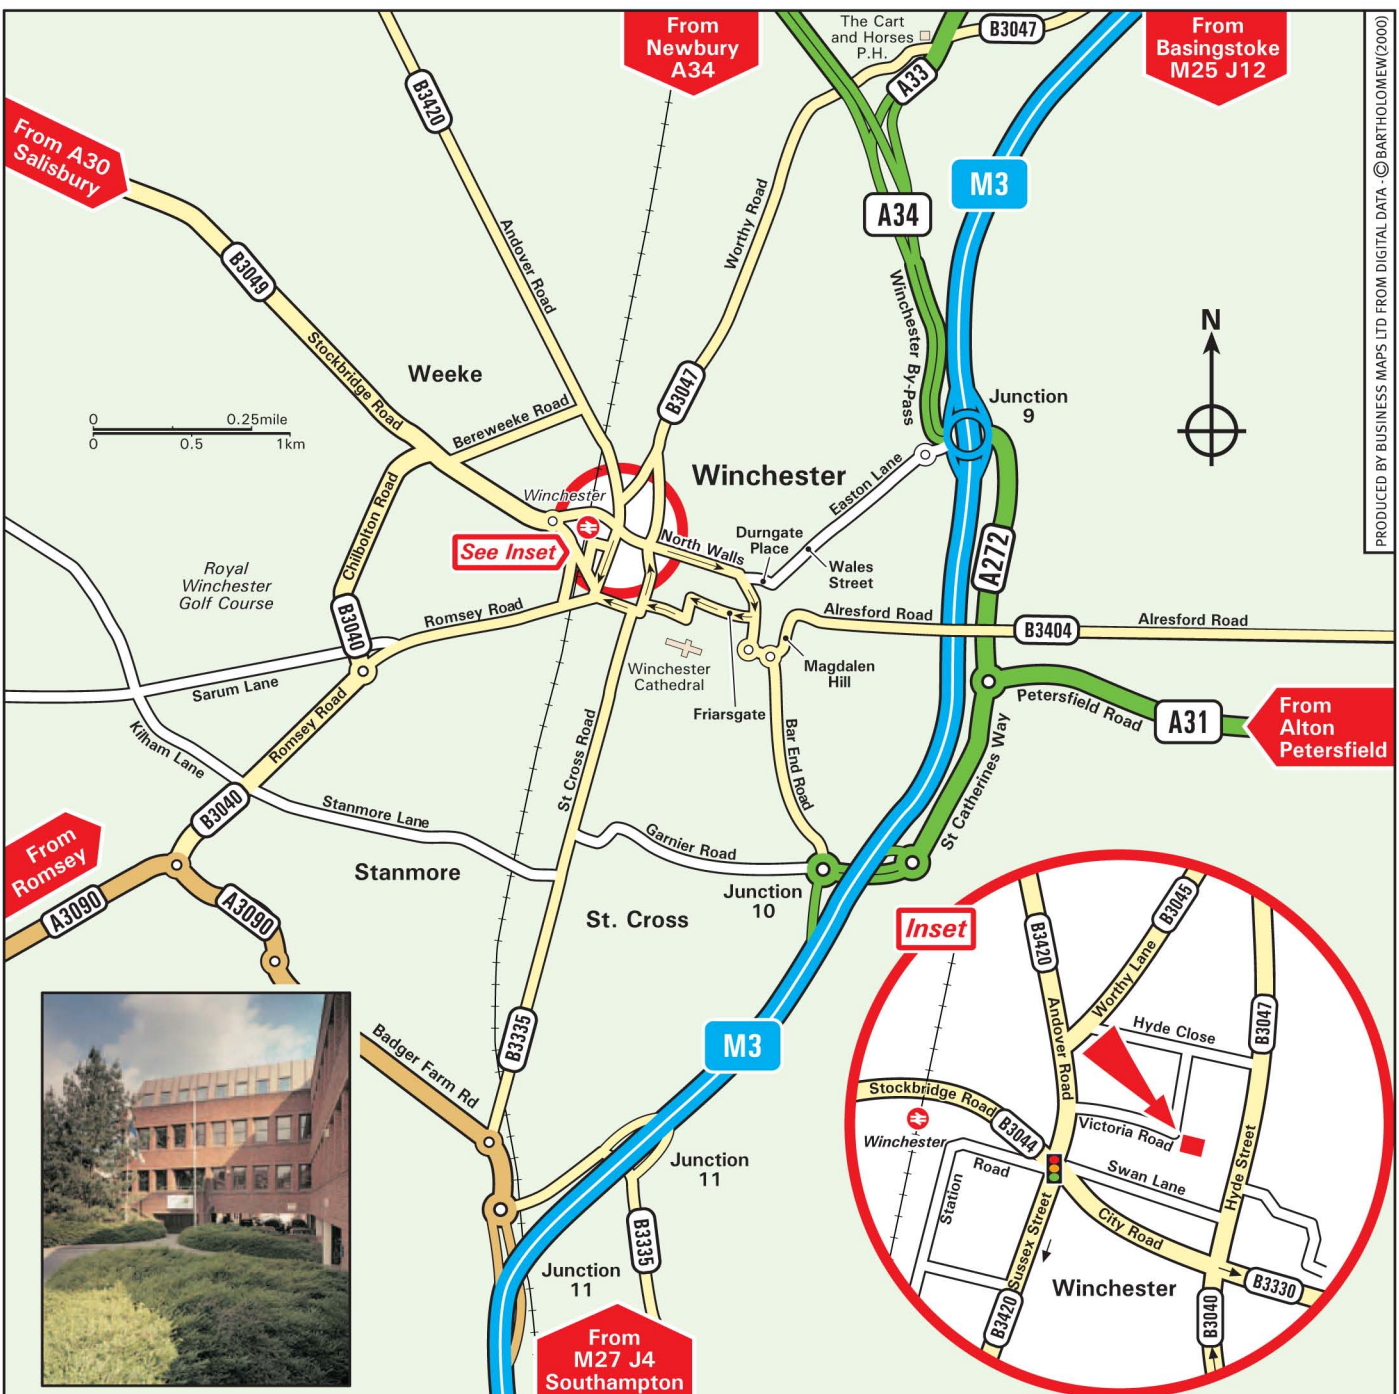 From
Newbury
A34
The Cart
and Horses
P.H.
B3047
From
Basingstoke
M25 J12
PRODUCED BY BUSINESS MAPS LTD FROM DIGITAL DATA - ©BARTHOLOMEW(2000)
A33
B3420
From A30
Salisbury
M3
A34
Worthy Road
Andover Road
B3049
Winchester By-Pass
N
Stockbridge Road
Weeke
B3047
Junction
9
0 0.25mile
0 0.5 1km
Bereweeke Road
Winchester
Easton Lane
Chilbolton Road
Winchester
See Inset
North Walls
Durngate
Place
Wales
Street
A272
Royal
Winchester
Golf Course
Romsey Road
B3040
Alresford Road
B3404
Alresford Road
Winchester
Cathedral
Magdalen
Hill
Sarum Lane
Friarsgate
Petersfield Road
A31
From
Alton
Petersfield
Kilham Lane
Romsey Road
St Cross Road
Bar End Road
St Catherines Way
B3040
Stanmore Lane
Garnier Road
From
Romsey
Stanmore
Junction
10
A3090
A3090
St. Cross
Inset
B3420
B3045
Worthy Lane
B3335
M3
Badger Farm Rd
Andover Road
Hyde Close
B3047
Stockbridge Road
B3044
Winchester
Victoria Road
Junction
11
Station
Road
Swan Lane
Hyde Street
B3335
Sussex Street
City Road
Junction
11
Winchester
B3330
B3420
B3040
From
M27 J4
Southampton